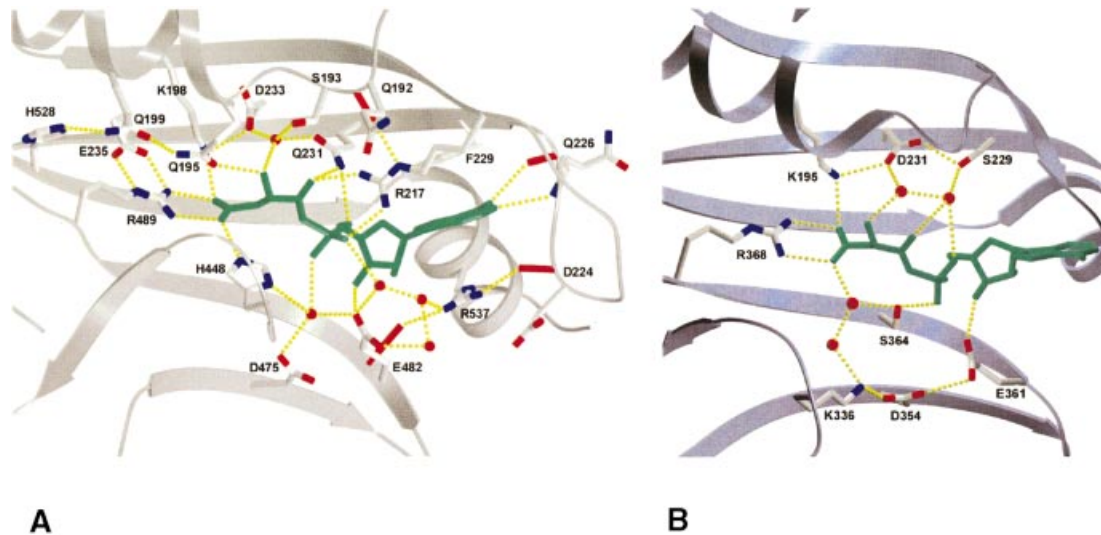 S193
Q192
K198
D233
H528
Q199
Q226
E235
Q231
F229
Q195
R217
R489
H448
D224
R537
D475
E482
A
D231
S229
K195
R368
S364
E361
K336
D354
B